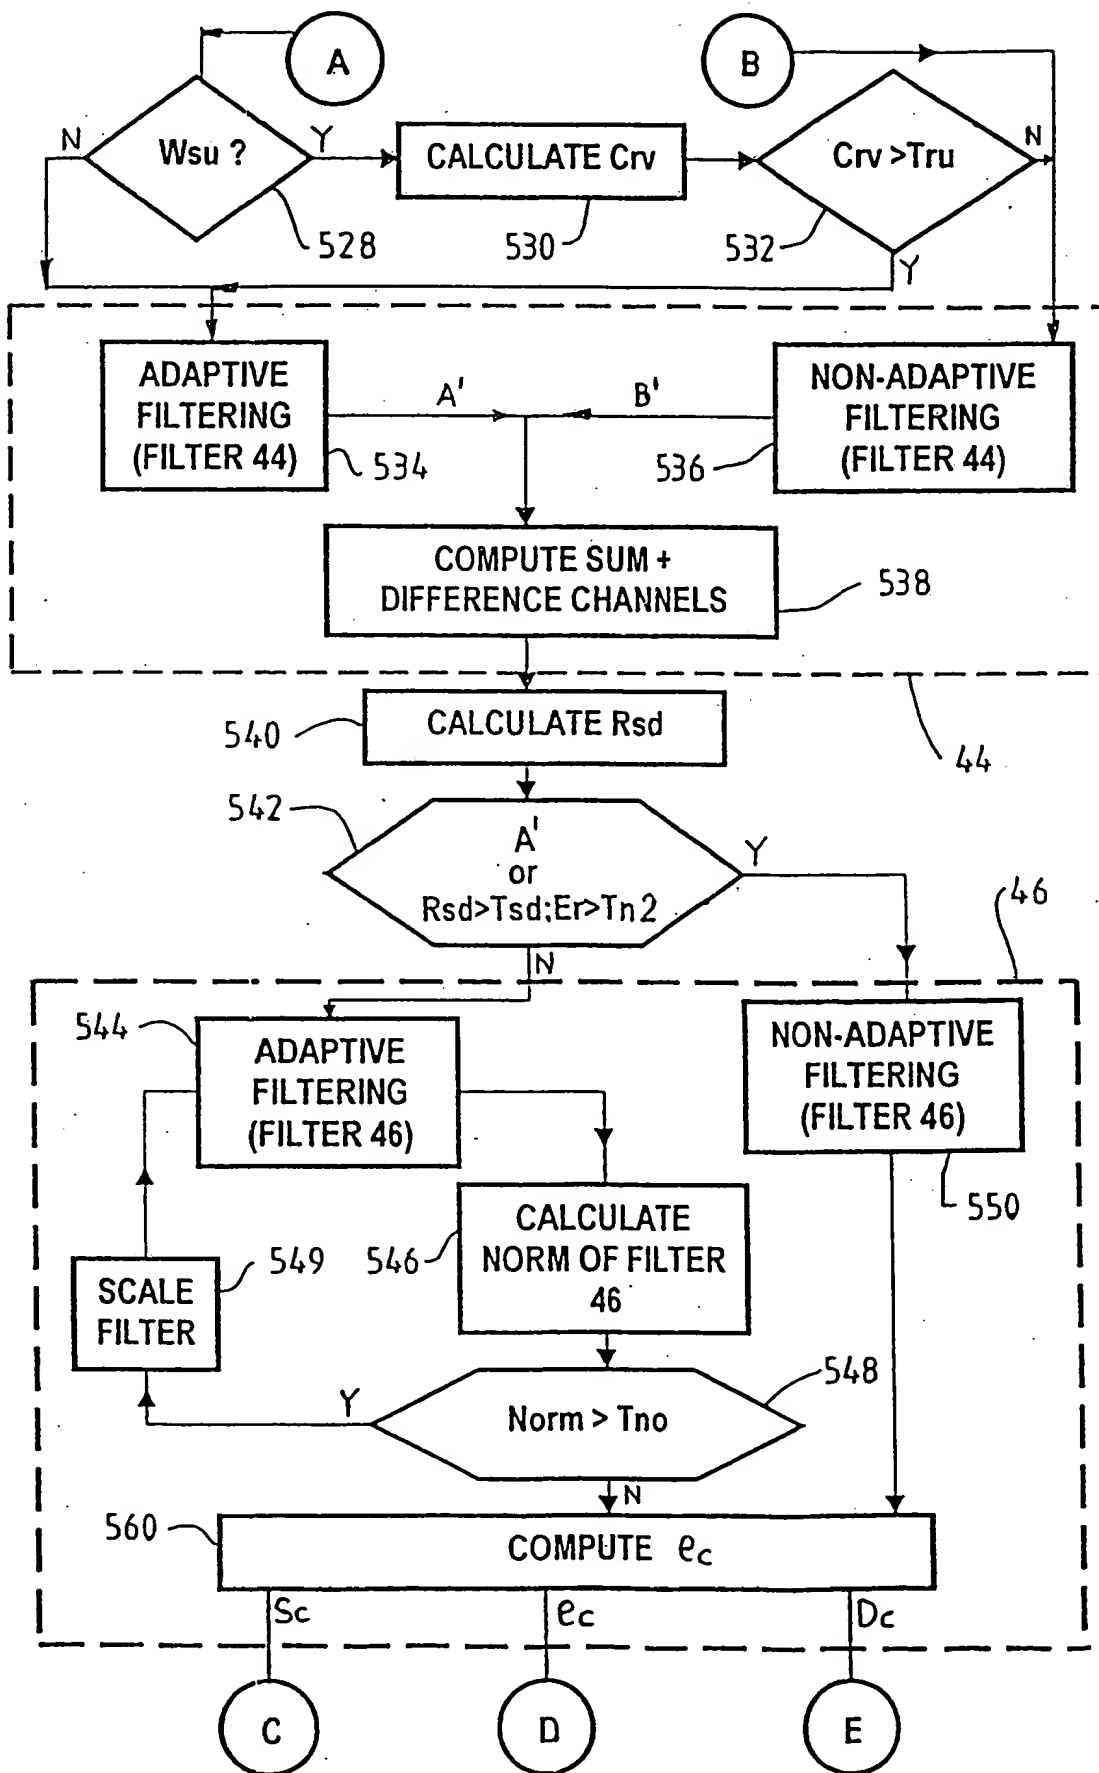 A
B
N
Wsu ?
Y
CALCULATE Crv
Crv >Tru
N
528
530
532
Y
ADAPTIVE
FILTERING
(FILTER 44)
A'
B'
NON-ADAPTIVE
FILTERING
(FILTER 44)
534
536
COMPUTE SUM +
DIFFERENCE CHANNELS
538
540
CALCULATE Rsd
44
542
A'
or
Rsd>Tsd;Er>Tn2
Y
46
N
544
ADAPTIVE
FILTERING
(FILTER 46)
NON-ADAPTIVE
FILTERING
(FILTER 46)
550
549
546
CALCULATE
NORM OF FILTER
46
SCALE
FILTER
548
Y
Norm > Tno
N
560
COMPUTE ec
Sc
ec
Dc
C
D
E